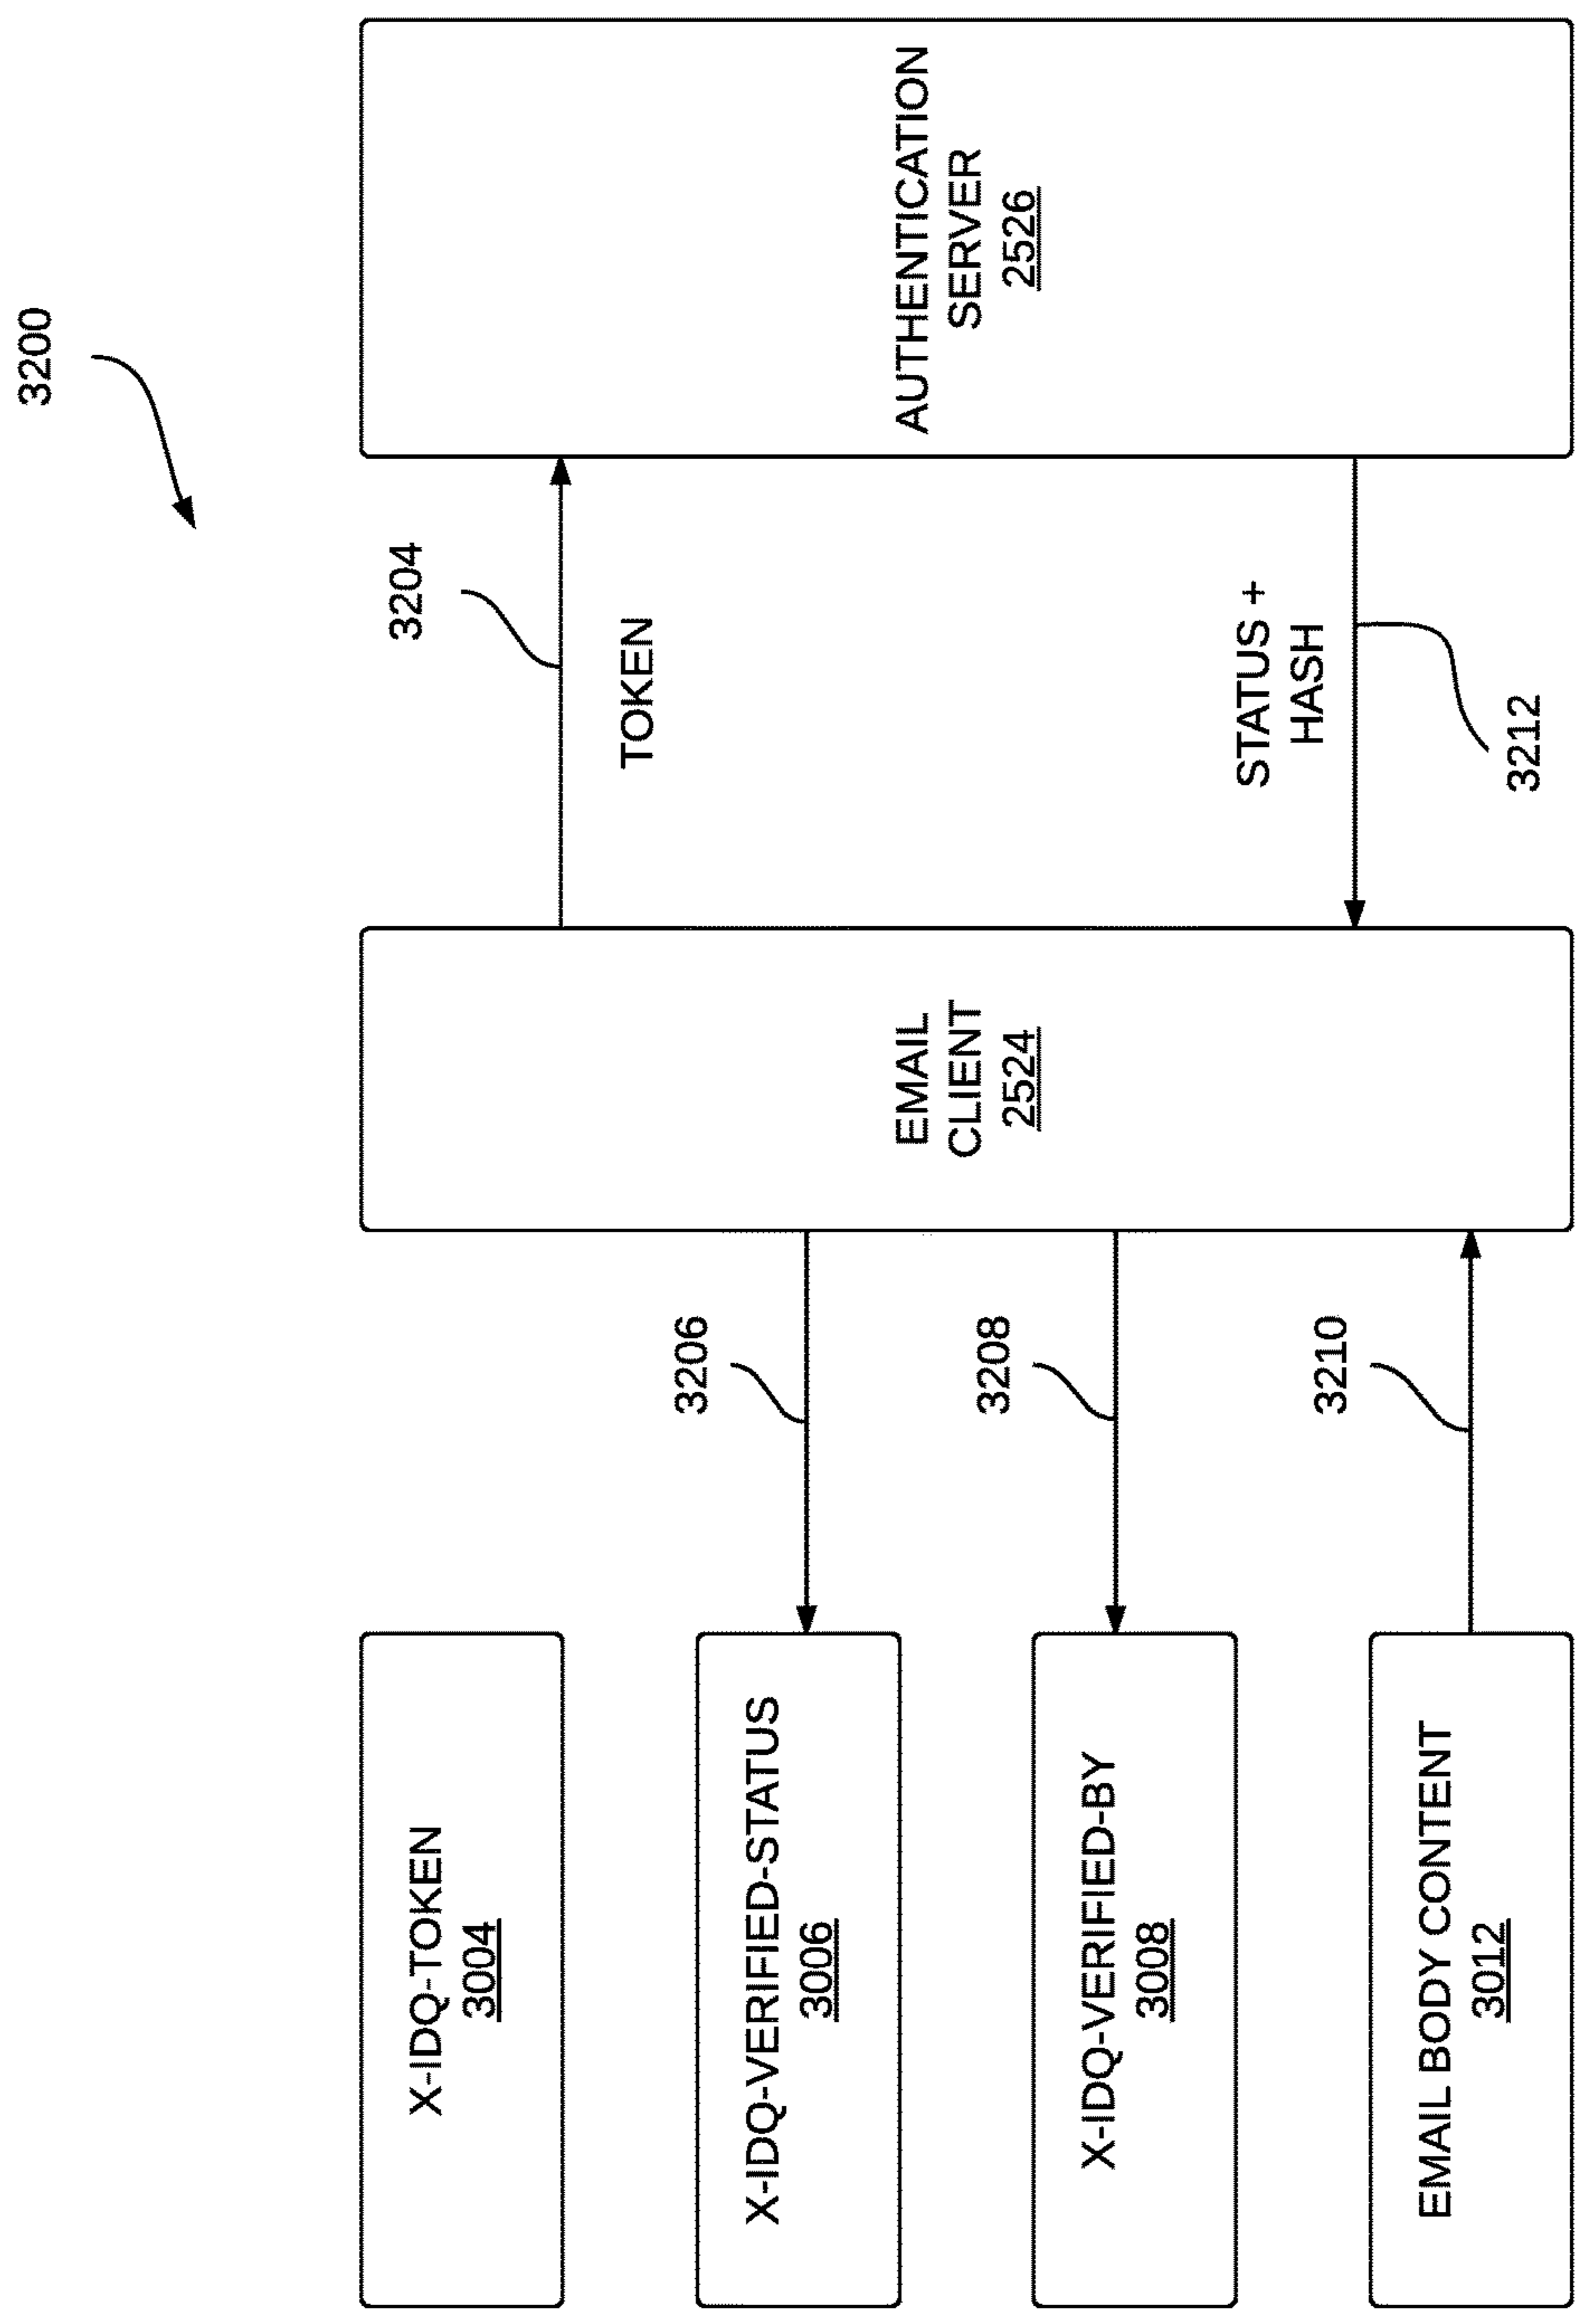 3200
X-IDQ-TOKEN
3004
X-IDQ-VERIFIED-STATUS
3006
X-IDQ-VERIFIED-BY
3008
EMAIL BODY CONTENT
3012
3206
3208
3210
EMAIL
CLIENT
2524
3204
TOKEN
STATUS +
HASH
3212
AUTHENTICATION
SERVER
2526